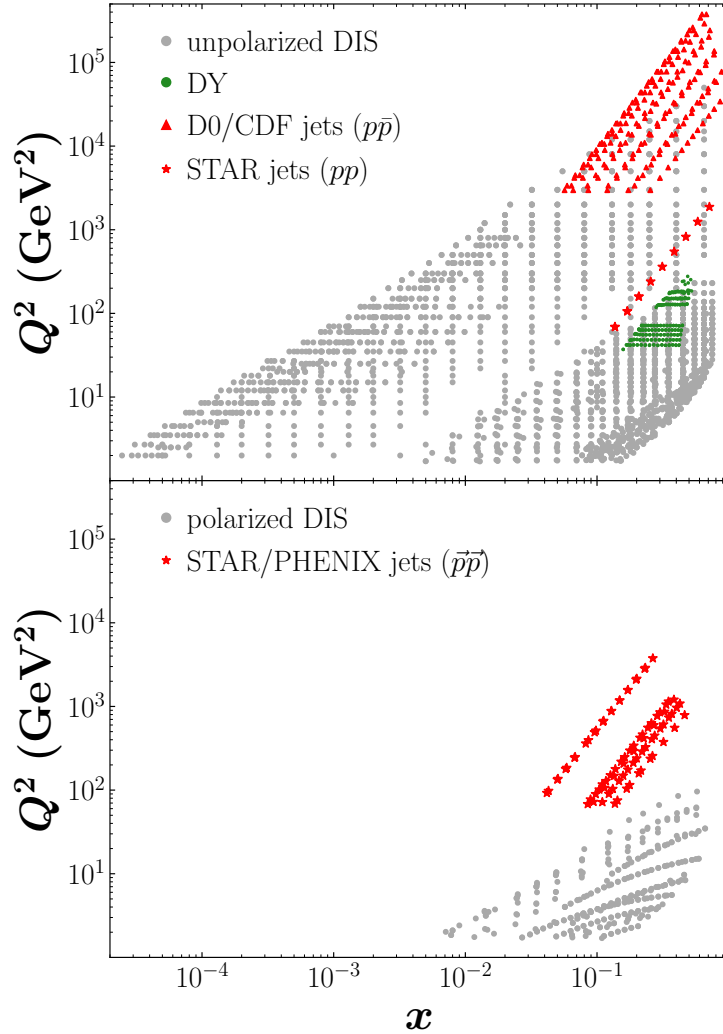 unpolarized DIS
DY
D0/CDF jets (pp̄)
STAR jets (pp)
10⁵
10⁴
10³
10²
10¹
Q² (GeV²)
polarized DIS
STAR/PHENIX jets (p⃗p⃗)
10⁵
10⁴
10³
10²
10¹
Q² (GeV²)
10⁻⁴
10⁻³
10⁻²
10⁻¹
x